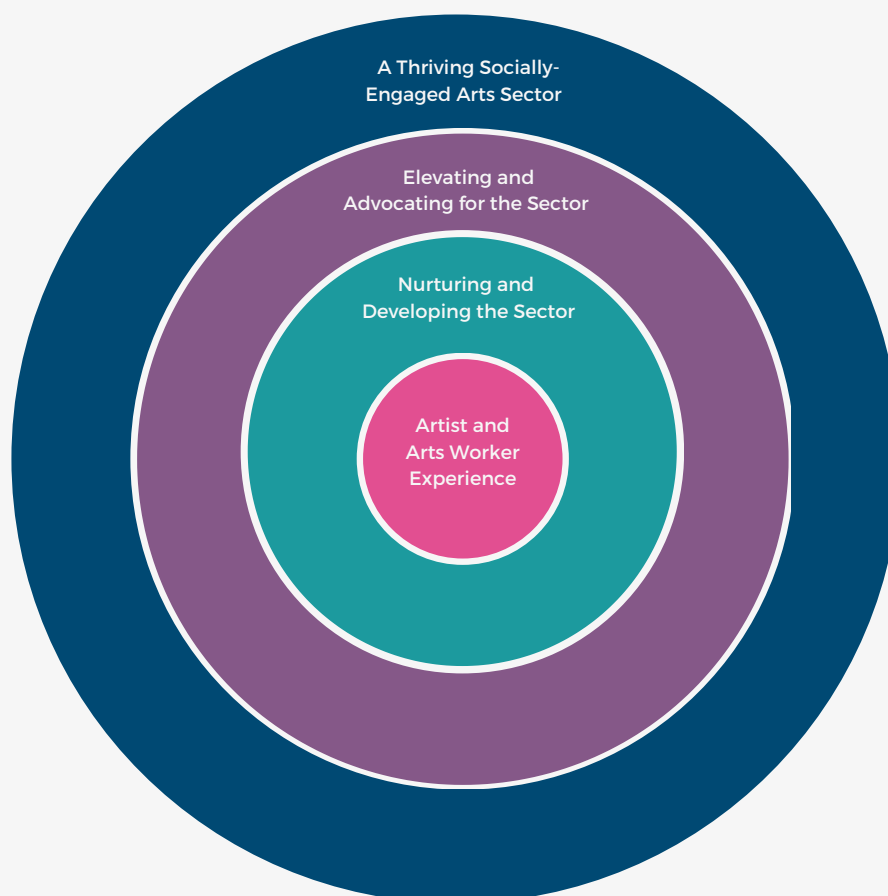 A Thriving Socially-
Engaged Arts Sector
Elevating and
Advocating for the Sector
Nurturing and
Developing the Sector
Artist and
Arts Worker
Experience